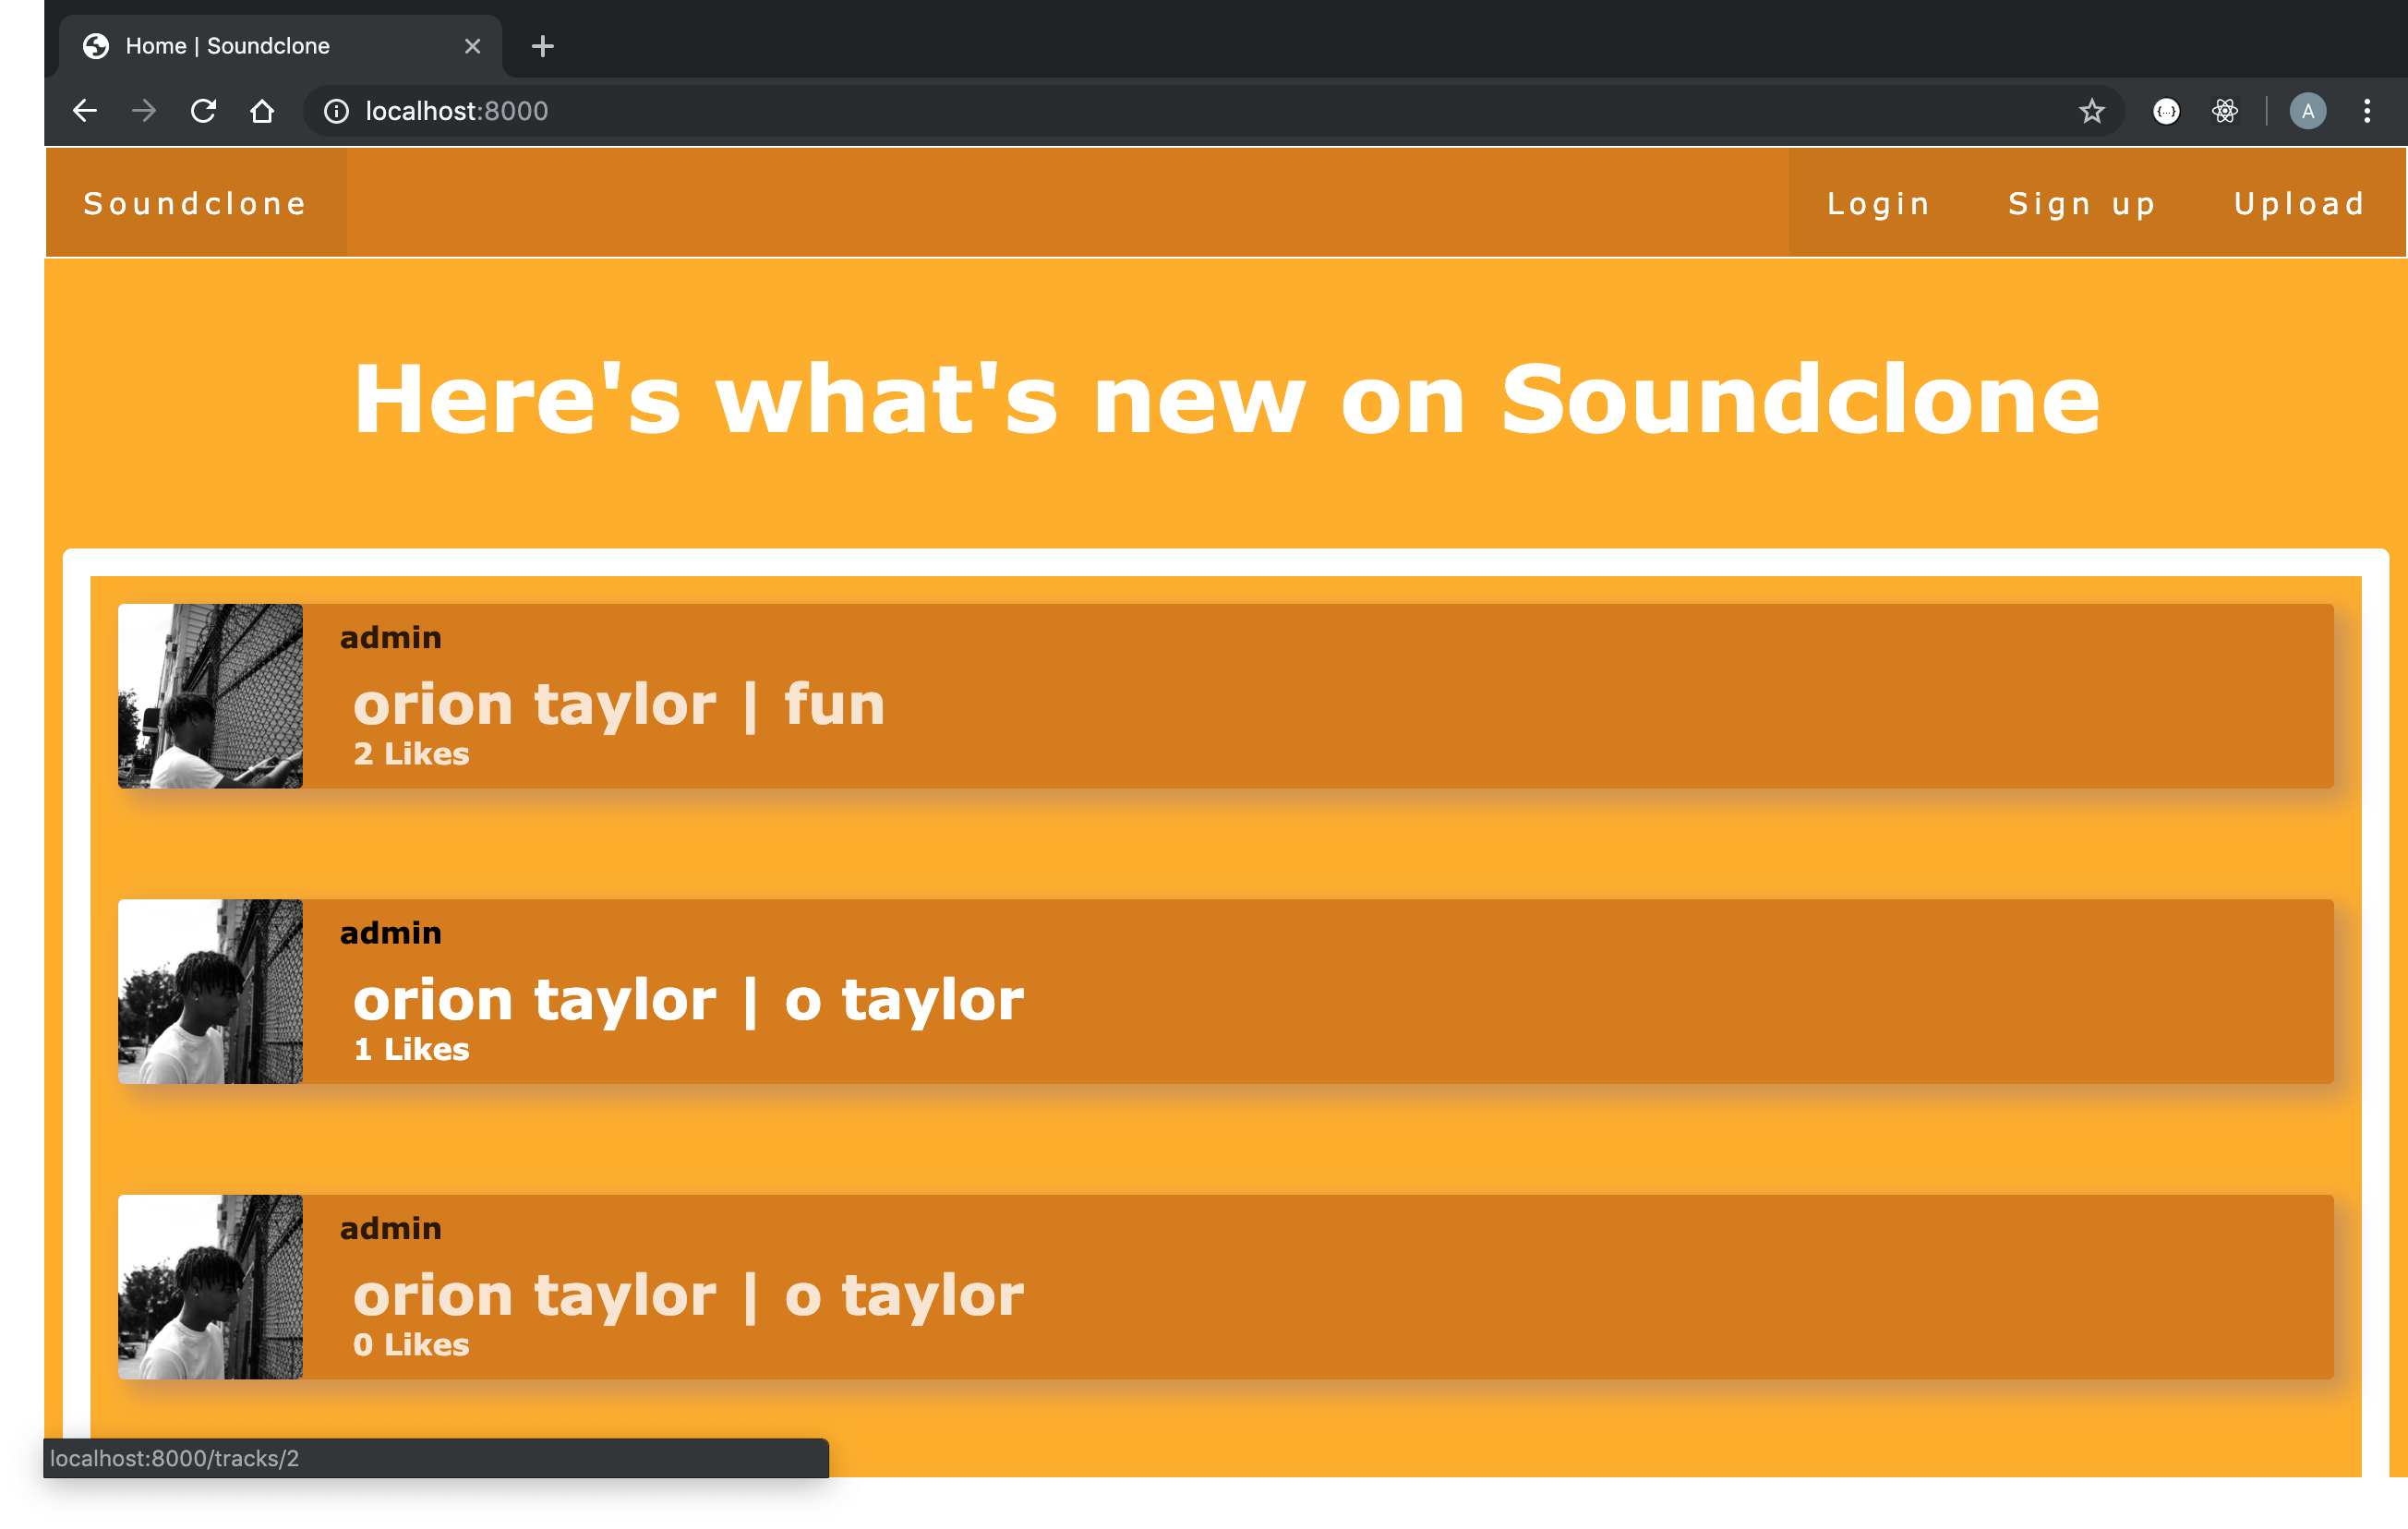 Home | Soundclone
localhost:8000
{...}
A
Soundclone
Login
Sign up
Upload
Here's what's new on Soundclone
admin
orion taylor | fun
2 Likes
admin
orion taylor | o taylor
1 Likes
admin
orion taylor | o taylor
0 Likes
localhost:8000/tracks/2